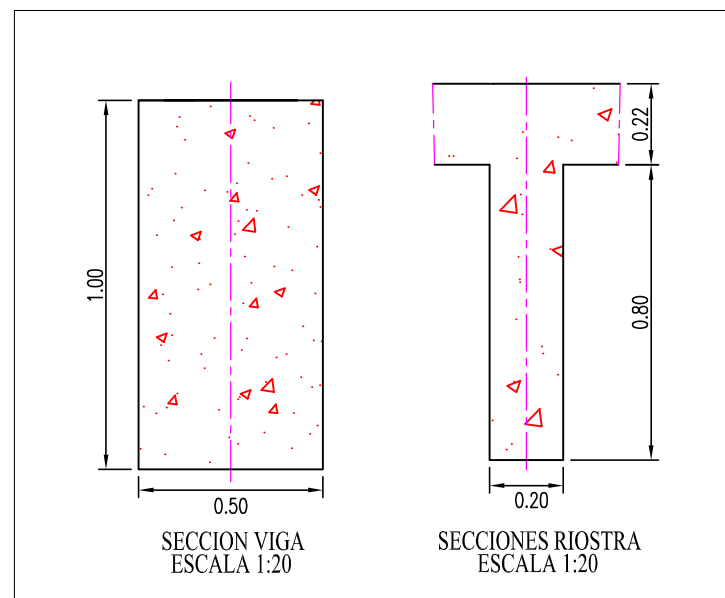 1.00
0.50
SECCION VIGA
ESCALA 1:20
0.22
0.80
0.20
SECCIONES RIOSTRA
ESCALA 1:20